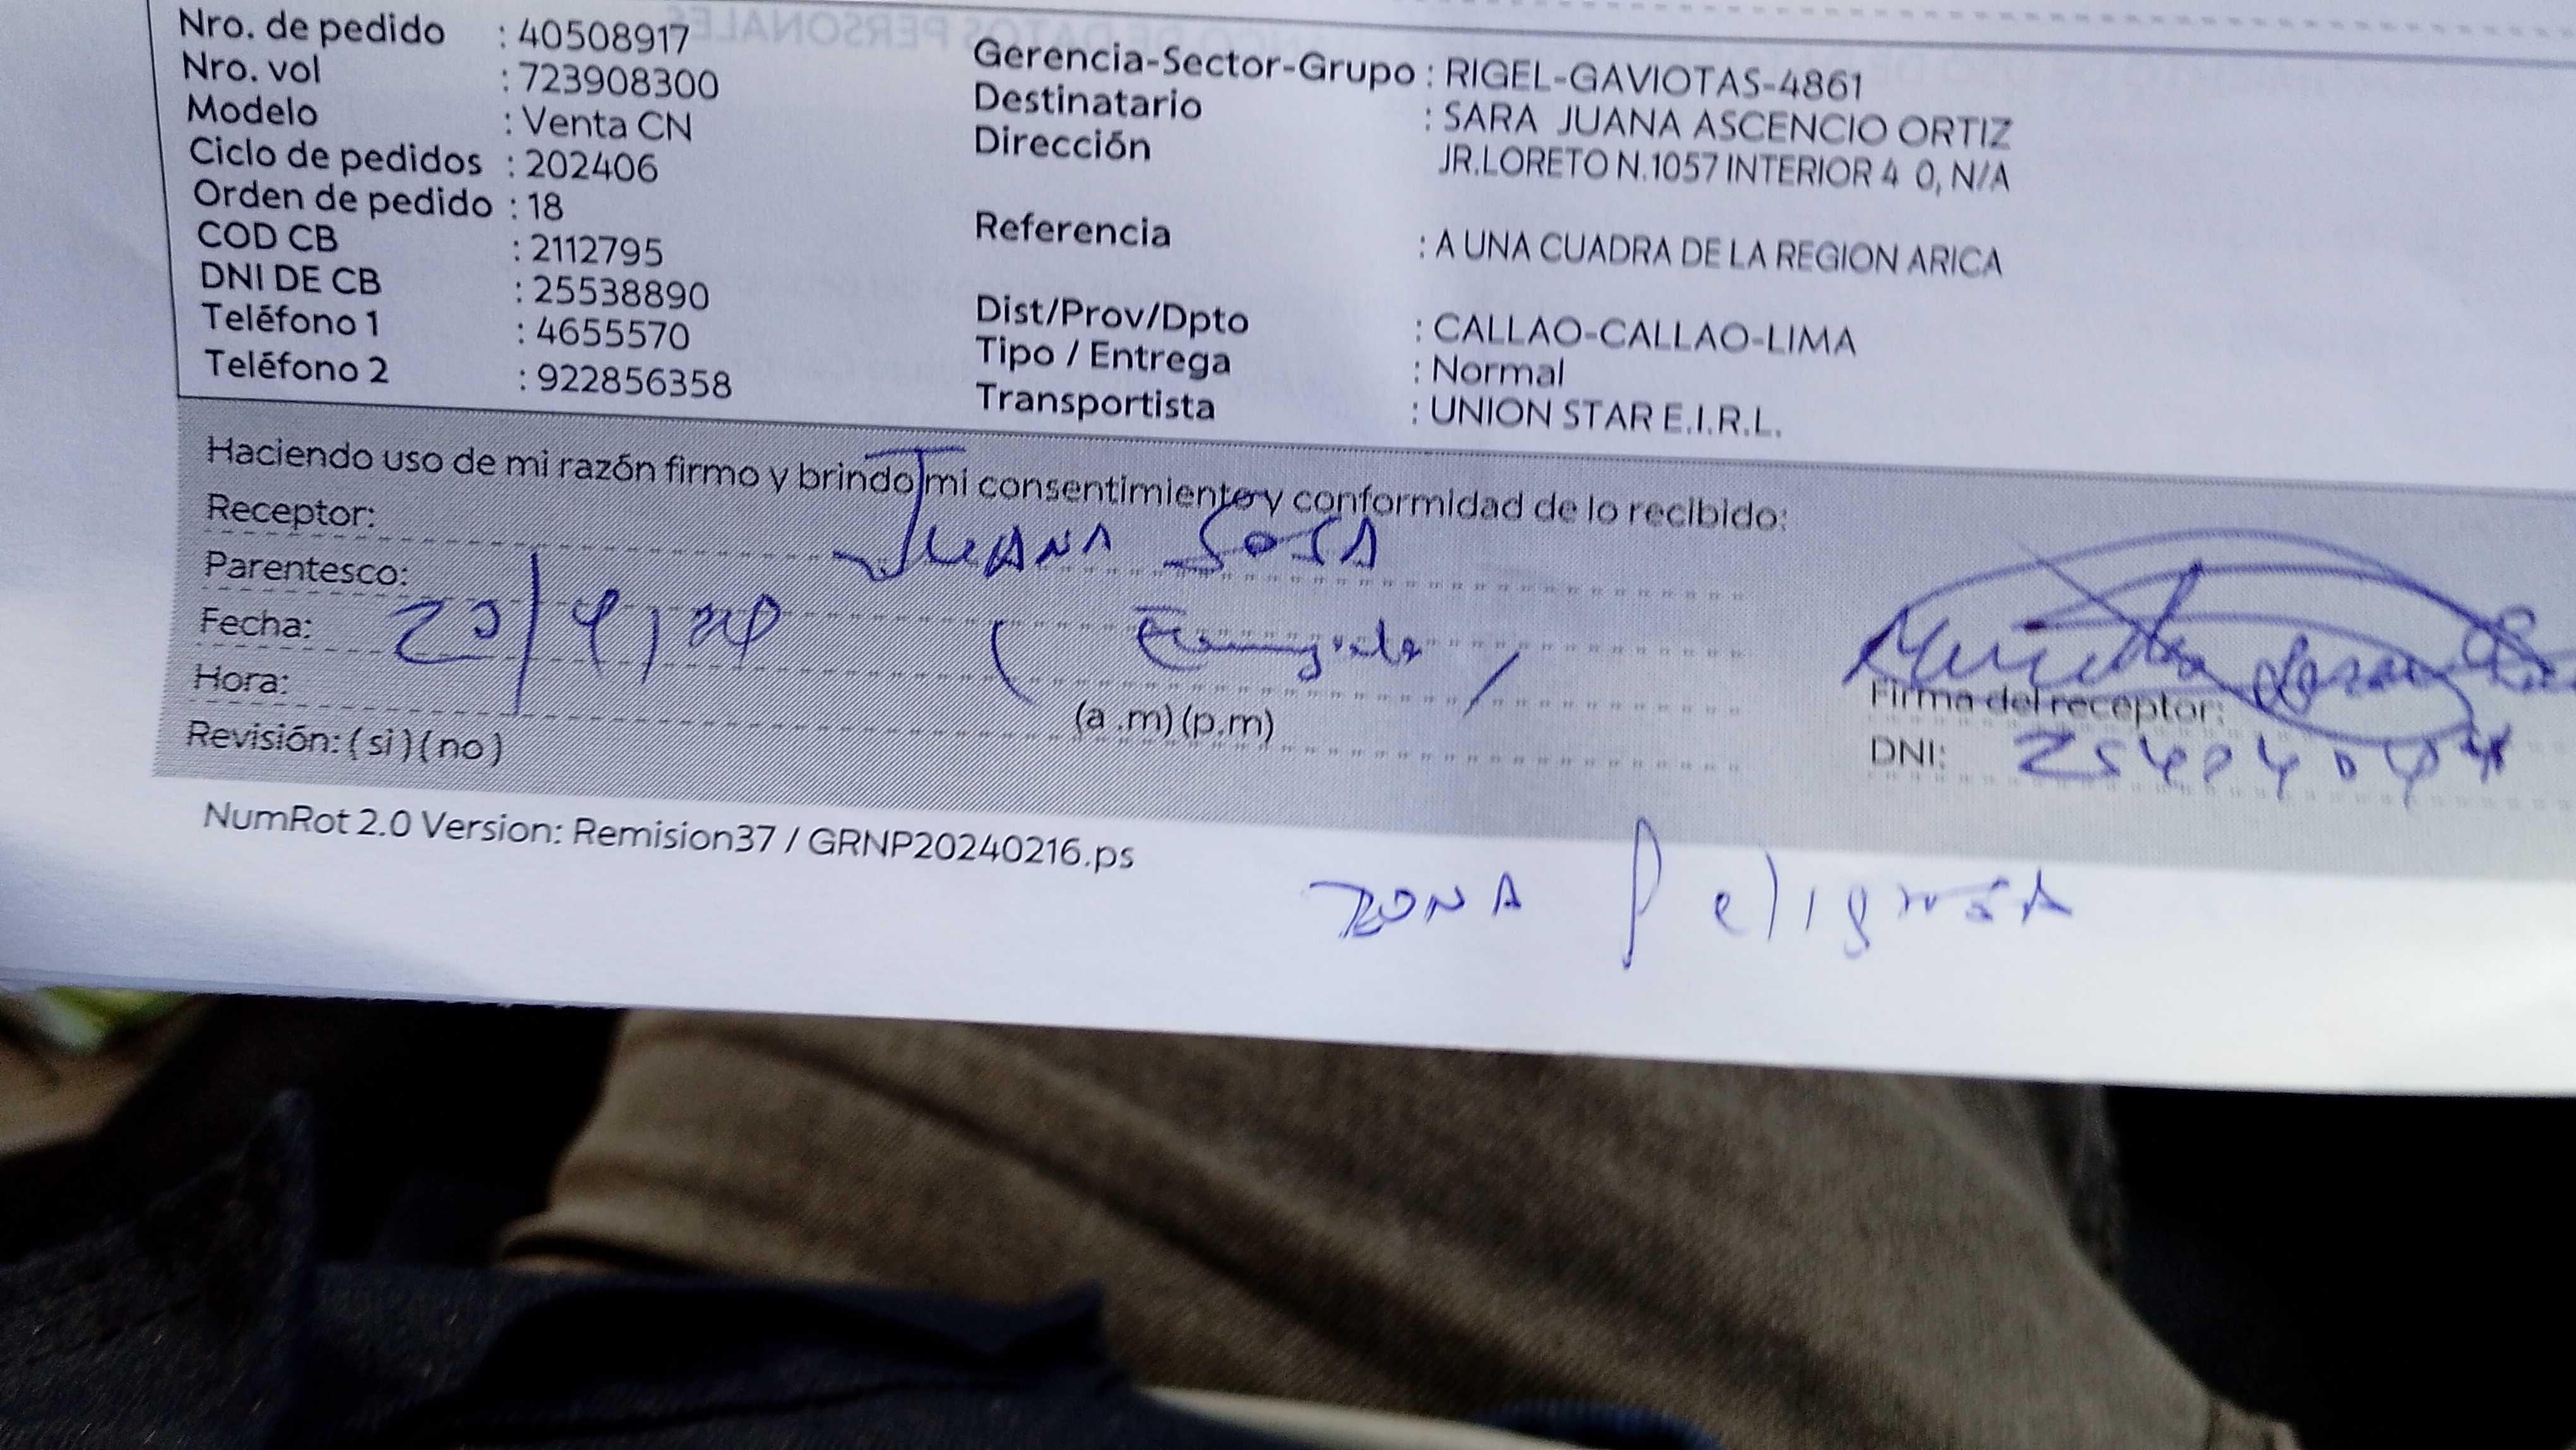 Nro. de pedido : 40508917
Nro. vol : 723908300
Modelo : Venta CN
Ciclo de pedidos : 202406
Orden de pedido : 18
COD CB : 2112795
DNI DE CB : 25538890
Teléfono 1 : 4655570
Teléfono 2 : 922856358
Gerencia-Sector-Grupo : RIGEL-GAVIOTAS-4861
Destinatario : SARA JUANA ASCENCIO ORTIZ
Dirección JR.LORETO N.1057 INTERIOR 4 0, N/A
Referencia : A UNA CUADRA DE LA REGION ARICA
Dist/Prov/Dpto : CALLAO-CALLAO-LIMA
Tipo / Entrega : Normal
Transportista : UNION STAR E.I.R.L.
Haciendo uso de mi razón firmo y brindo mi consentimiento y conformidad de lo recibido:
Receptor: JUANA SOSA
Parentesco:
Fecha:
Hora: (a .m) (p.m)
Revisión: ( si ) ( no )
Firma del receptor:
DNI:
NumRot 2.0 Version: Remision37 / GRNP20240216.ps
ZONA PeligrosA